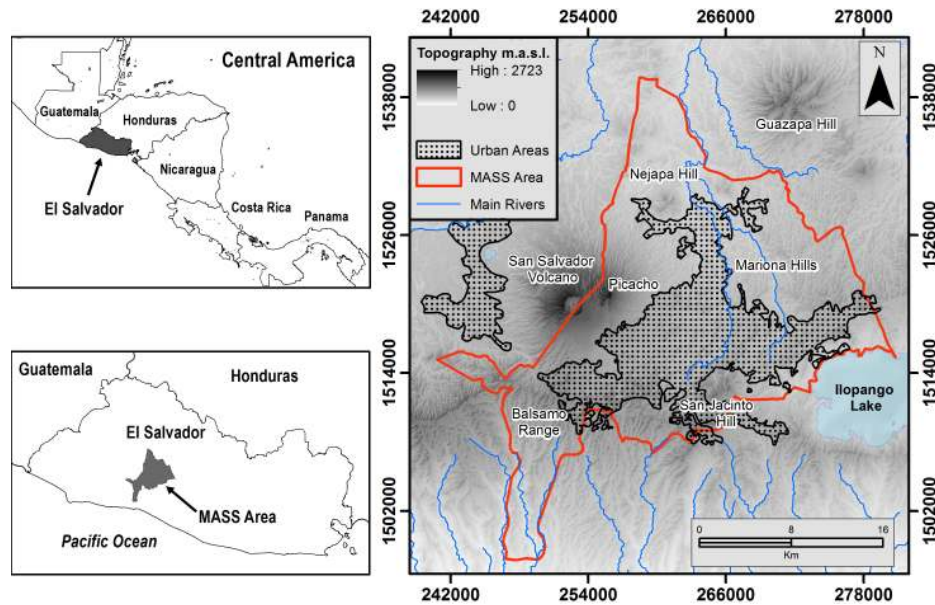 Central America
Guatemala
Honduras
Nicaragua
El Salvador
Costa Rica
Panama
Guatemala
Honduras
El Salvador
MASS Area
Pacific Ocean
242000 254000 266000 278000
Topography m.a.s.l.
High : 2723
Low : 0
Urban Areas
MASS Area
Main Rivers
N
Guazapa Hill
Nejapa Hill
San Salvador
Volcano
Picacho
Mariona Hills
Ilopango
Lake
Balsamo
Range
San Jacinto
Hill
0 8 16
Km
1538000
1526000
1514000
1502000
1538000
1526000
1514000
1502000
242000 254000 266000 278000